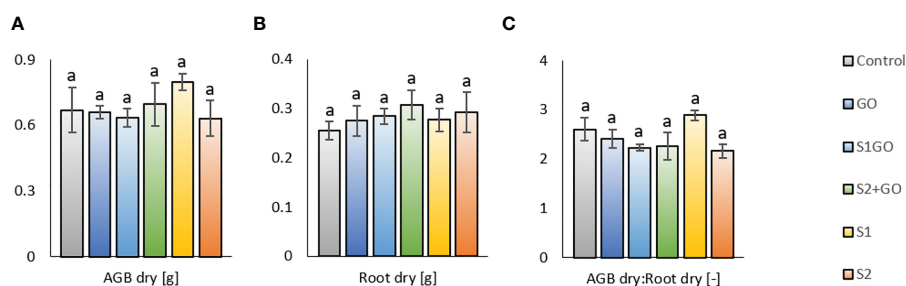 A
0.9
0.6
0.3
0
a a a a a a
AGB dry [g]
B
0.4
0.3
0.2
0.1
0
a a a a a a
Root dry [g]
C
4
3
2
1
0
a a a a a a
AGB dry:Root dry [-]
Control
GO
S1GO
S2+GO
S1
S2